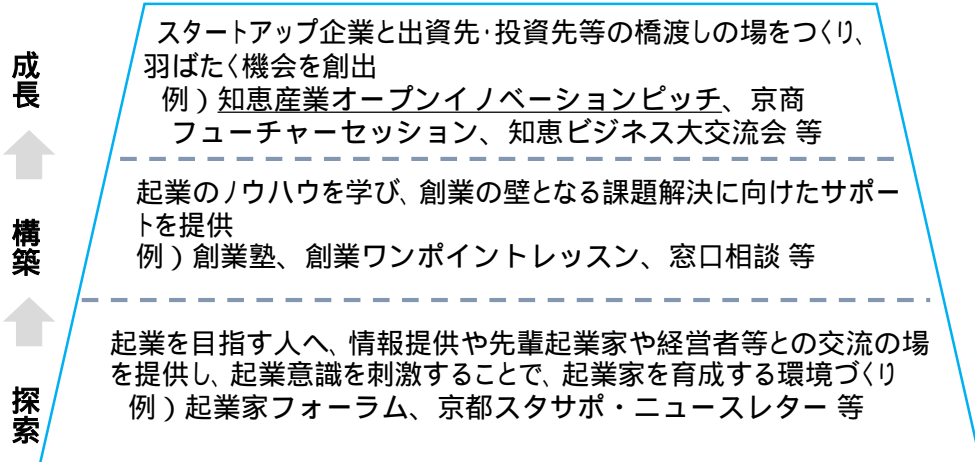 成長
スタートアップ企業と出資先・投資先等の橋渡しの場をつくり、
羽ばたく機会を創出
例）知恵産業オープンイノベーションピッチ、京商
フューチャーセッション、知恵ビジネス大交流会 等
構築
起業のノウハウを学び、創業の壁となる課題解決に向けたサポー
トを提供
例）創業塾、創業ワンポイントレッスン、窓口相談 等
探索
起業を目指す人へ、情報提供や先輩起業家や経営者等との交流の場
を提供し、起業意識を刺激することで、起業家を育成する環境づくり
例）起業家フォーラム、京都スタサポ・ニュースレター 等